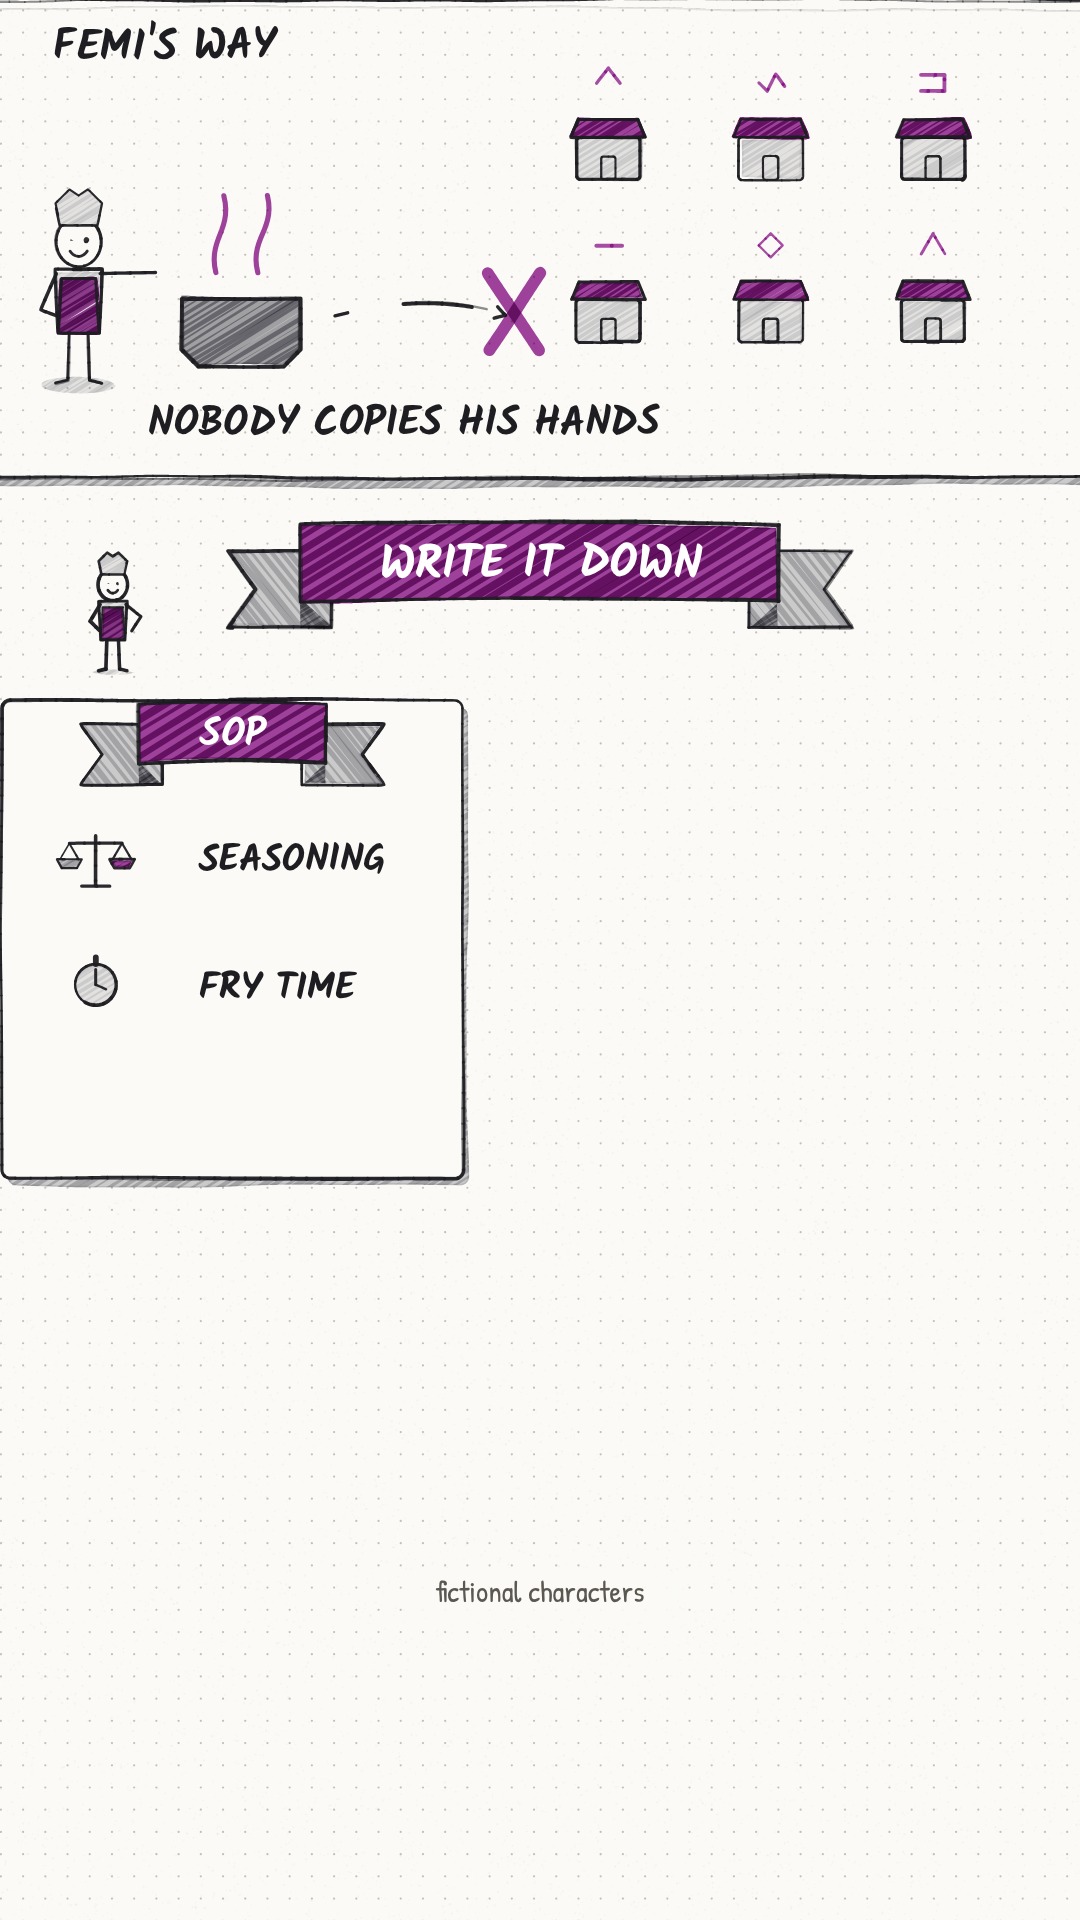 FEMI'S WAY
NOBODY COPIES HIS HANDS
WRITE IT DOWN
SOP
SEASONING
FRY TIME
fictional characters